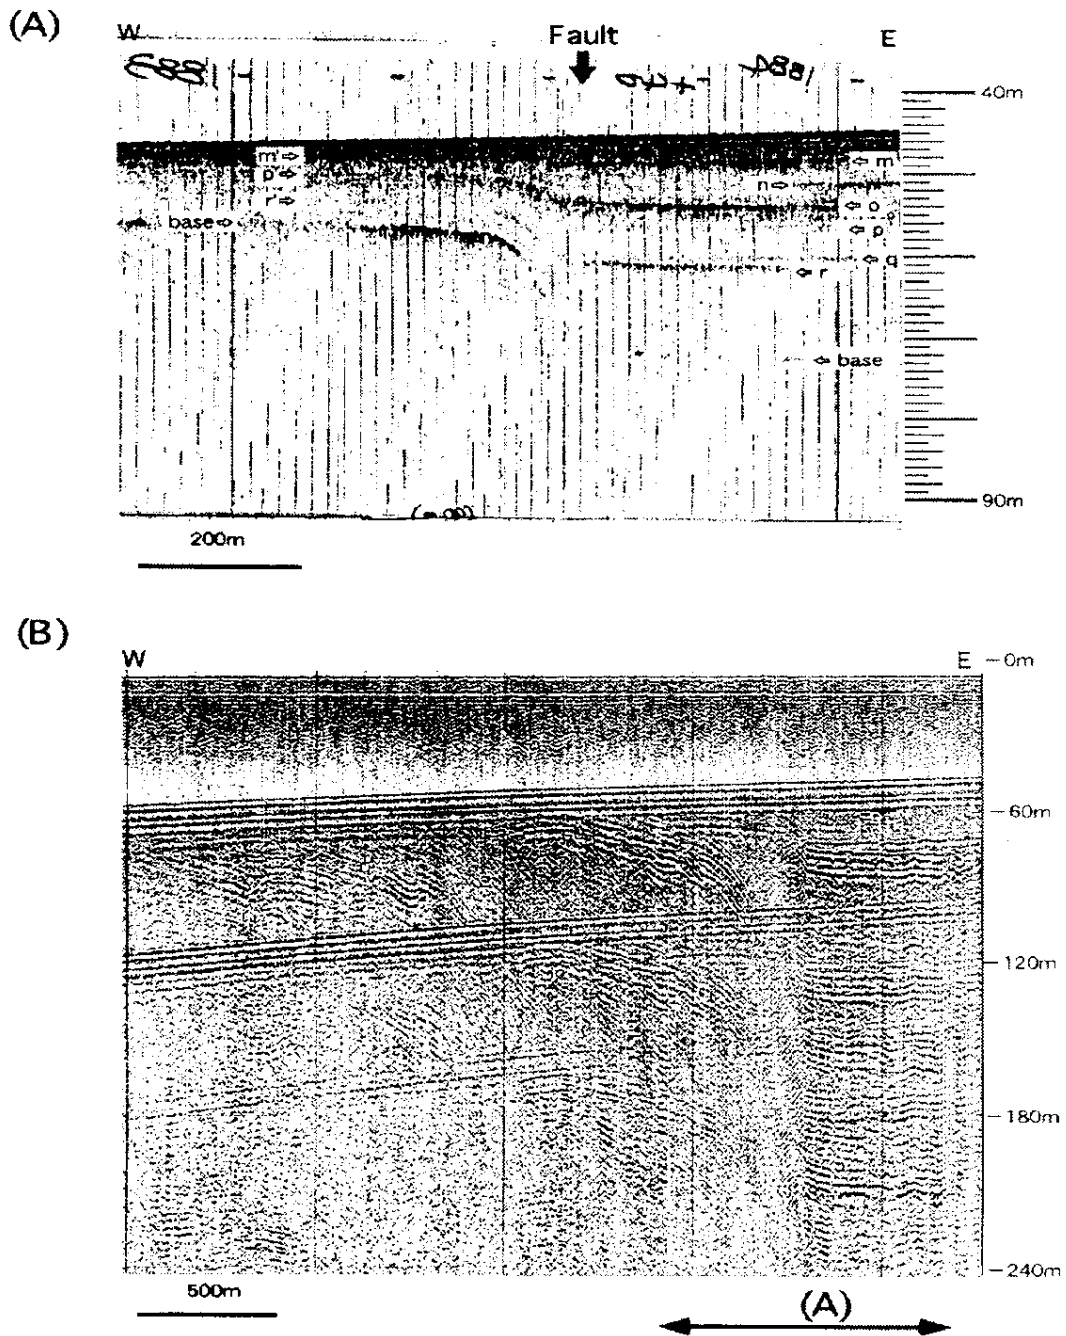 (A)
W
Fault
E
40m
m' ⇨
⇦ m
p' ⇨
n ⇨
r' ⇨
⇦ o
base ⇨
⇦ p
⇦ q
⇦ r
⇦ base
90m
200m
(B)
W
E
0m
60m
120m
180m
240m
500m
(A)